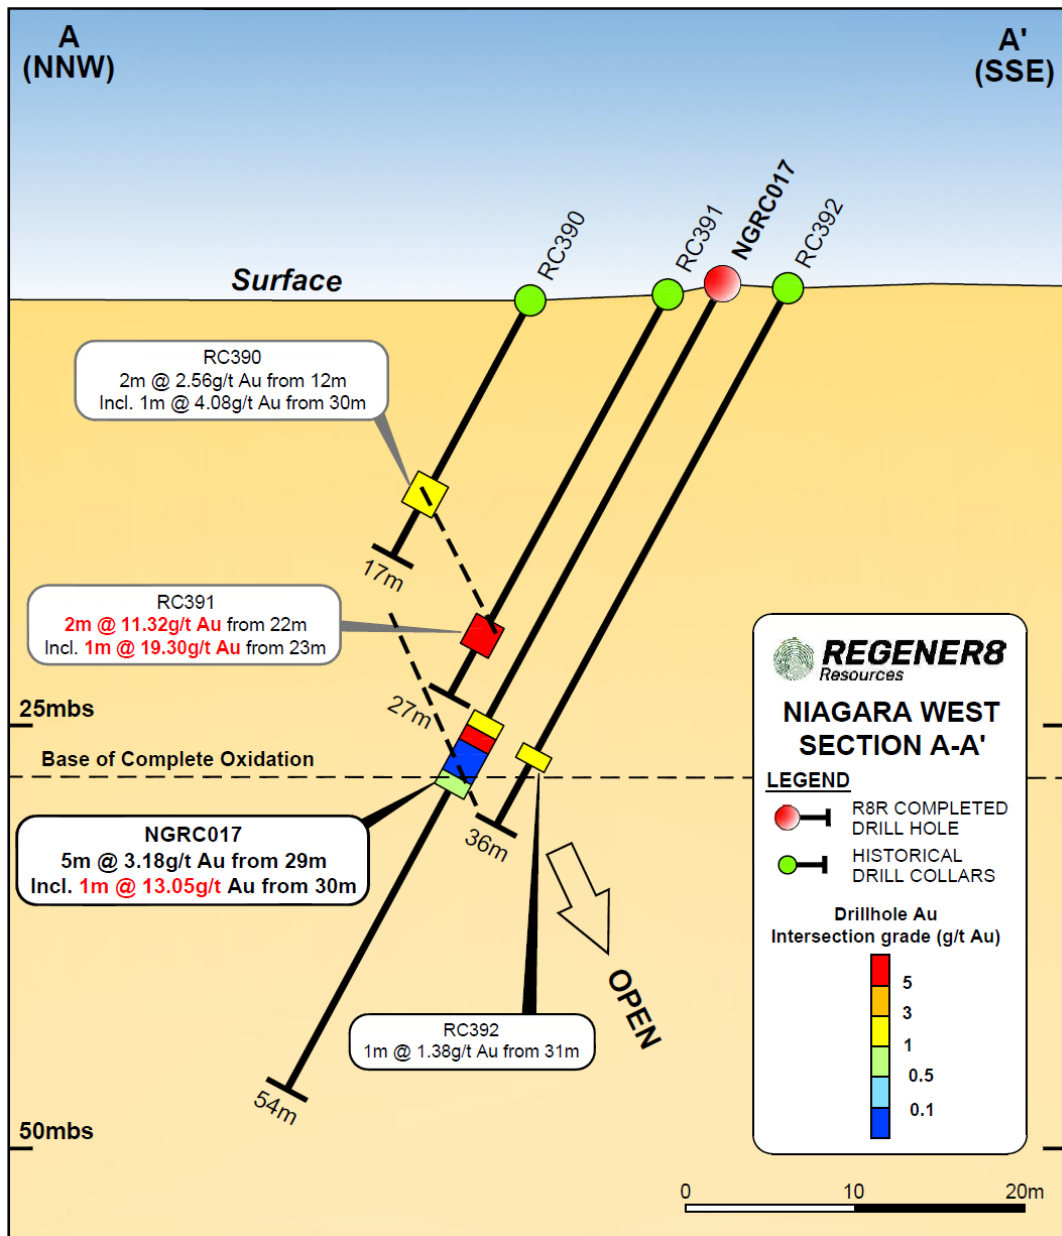 A
(NNW)
A'
(SSE)
RC390
RC391
NGRC017
RC392
Surface
RC390
2m @ 2.56g/t Au from 12m
Incl. 1m @ 4.08g/t Au from 30m
17m
RC391
2m @ 11.32g/t Au from 22m
Incl. 1m @ 19.30g/t Au from 23m
27m
25mbs
Base of Complete Oxidation
NGRC017
5m @ 3.18g/t Au from 29m
Incl. 1m @ 13.05g/t Au from 30m
36m
OPEN
RC392
1m @ 1.38g/t Au from 31m
54m
50mbs
REGENER8
Resources
NIAGARA WEST
SECTION A-A'
LEGEND
R8R COMPLETED
DRILL HOLE
HISTORICAL
DRILL COLLARS
Drillhole Au
Intersection grade (g/t Au)
5
3
1
0.5
0.1
0 10 20m